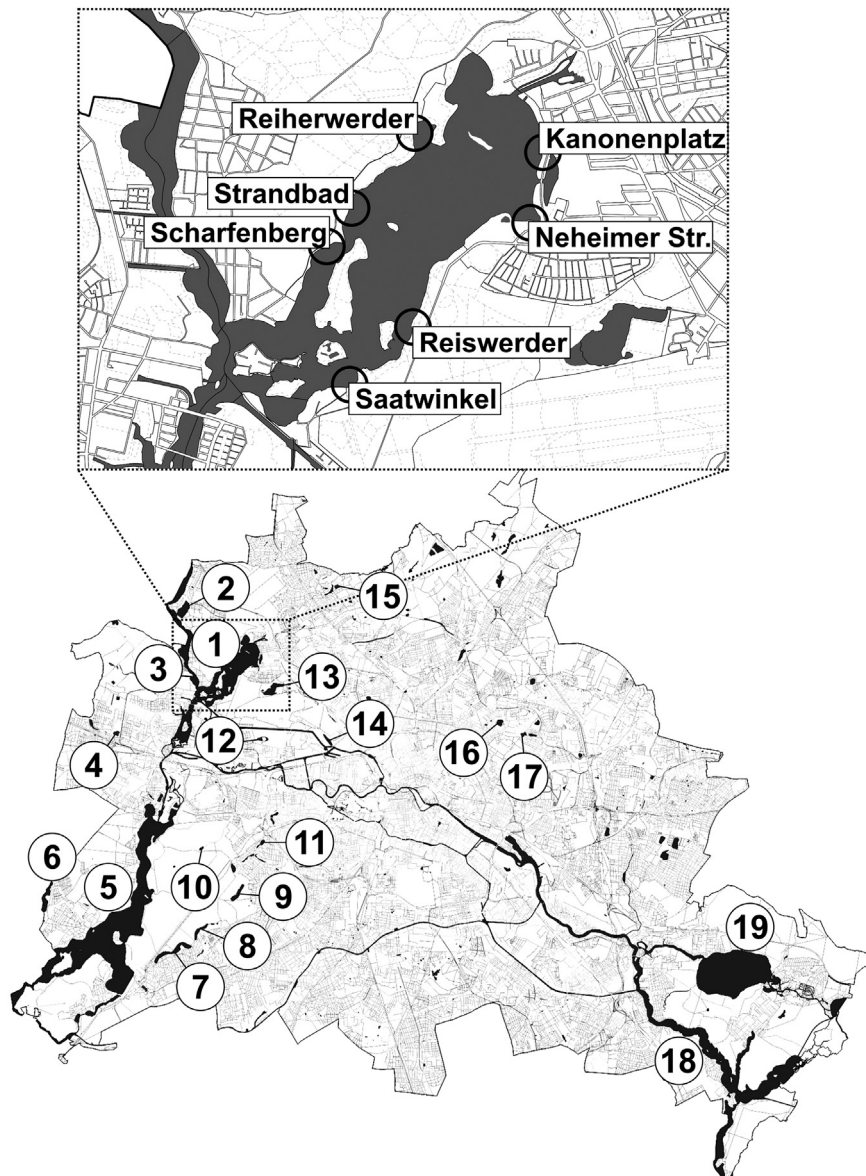 Reiherwerder
Kanonenplatz
Strandbad
Scharfenberg
Neheimer Str.
Reiswerder
Saatwinkel
2
15
1
3
13
14
12
16
4
17
11
6
5
10
9
19
8
7
18